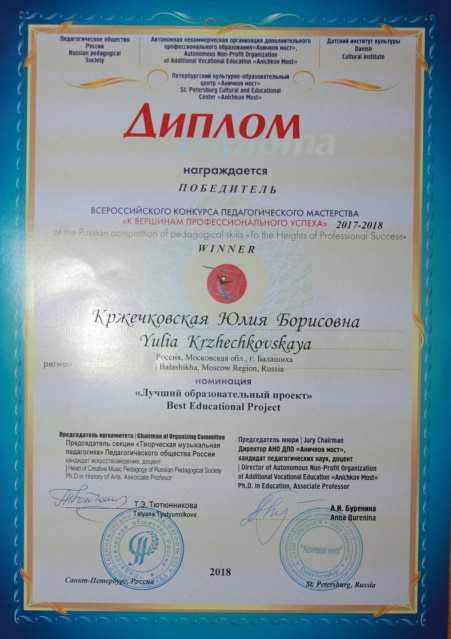 Педагогическое общество
России
Russian pedagogical
Society
Автономная некоммерческая организация дополнительного
профессионального образования«Аничков мост»,
Autonomous Non-Profit Organization
of Additional Vocational Education «Anichkov Most»
Датский институт культуры
Danish
Cultural institute
Петербургский культурно-образовательный
центр «Аничков мост»
St. Petersburg Cultural and Educational
Center «Anichkov Most»
Диплом
Diploma
награждается
ПОБЕДИТЕЛЬ
ВСЕРОССИЙСКОГО КОНКУРСА ПЕДАГОГИЧЕСКОГО МАСТЕРСТВА
«К ВЕРШИНАМ ПРОФЕССИОНАЛЬНОГО УСПЕХА» 2017-2018
of the Russian competition of pedagogical skills «To the Heights of Professional Success»
WINNER
Кржечковская Юлия Борисовна
Yulia Krzhechkovskaya
Россия, Московская обл., г. Балашиха
регион
Balashikha, Moscow Region, Russia
номинация
«Лучший образовательный проект»
Best Educational Project
Председатель оргкомитета | Chairman of Organizing Committee
Председатель секции «Творческая музыкальная
педагогика» Педагогического общества России
кандидат искусствоведения, доцент
| Head of Creative Music Pedagogy of Russian Pedagogical Society
Ph.D in History of Arts, Associate Profesor
Т.Э. Тютюнникова
Tatyana Tyutyunnikova
Председатель жюри | Jury Chairman
Директор АНО ДПО «Аничков мост»,
кандидат педагогических наук, доцент
| Director of Autonomous Non-Profit Organization
of Additional Vocational Education «Anichkov Most»
Ph.D. in Education, Associate Professor
А.И. Буренина
Anna Burenina
"Аничков мост"
Санкт-Петербург, Россия
2018
St. Petersburg, Russia